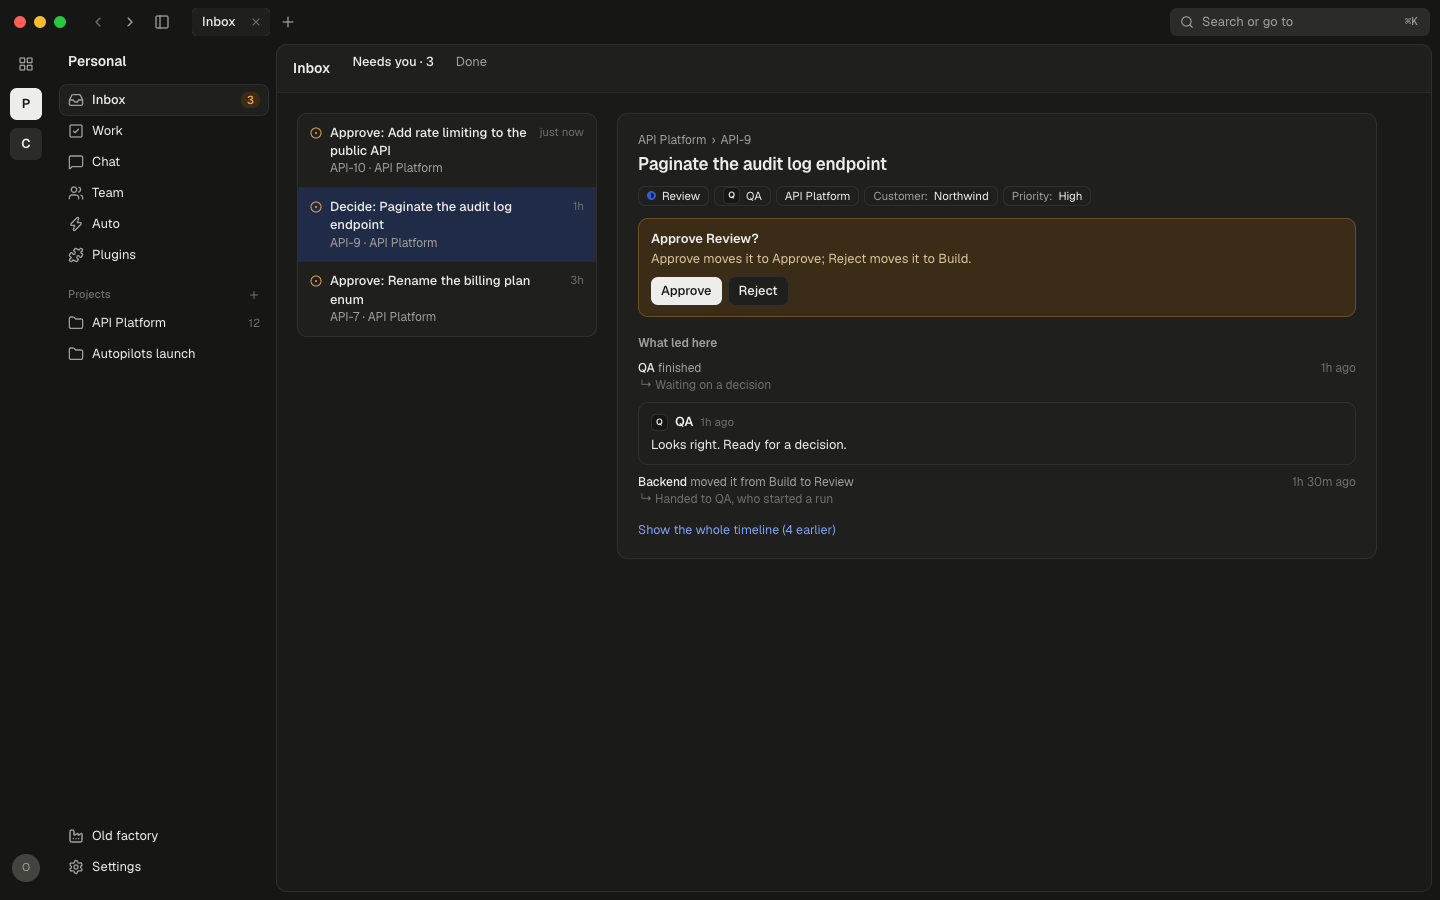 Inbox
Search or go to
⌘K
Personal
P
C
Inbox
3
Work
Chat
Team
Auto
Plugins
Projects
API Platform
12
Autopilots launch
Old factory
Settings
O
Inbox
Needs you · 3
Done
Approve: Add rate limiting to the
public API
just now
API-10 · API Platform
Decide: Paginate the audit log
endpoint
1h
API-9 · API Platform
Approve: Rename the billing plan
enum
3h
API-7 · API Platform
API Platform › API-9
Paginate the audit log endpoint
Review
Q QA
API Platform
Customer: Northwind
Priority: High
Approve Review?
Approve moves it to Approve; Reject moves it to Build.
Approve
Reject
What led here
QA finished
1h ago
Waiting on a decision
Q QA 1h ago
Looks right. Ready for a decision.
Backend moved it from Build to Review
1h 30m ago
Handed to QA, who started a run
Show the whole timeline (4 earlier)